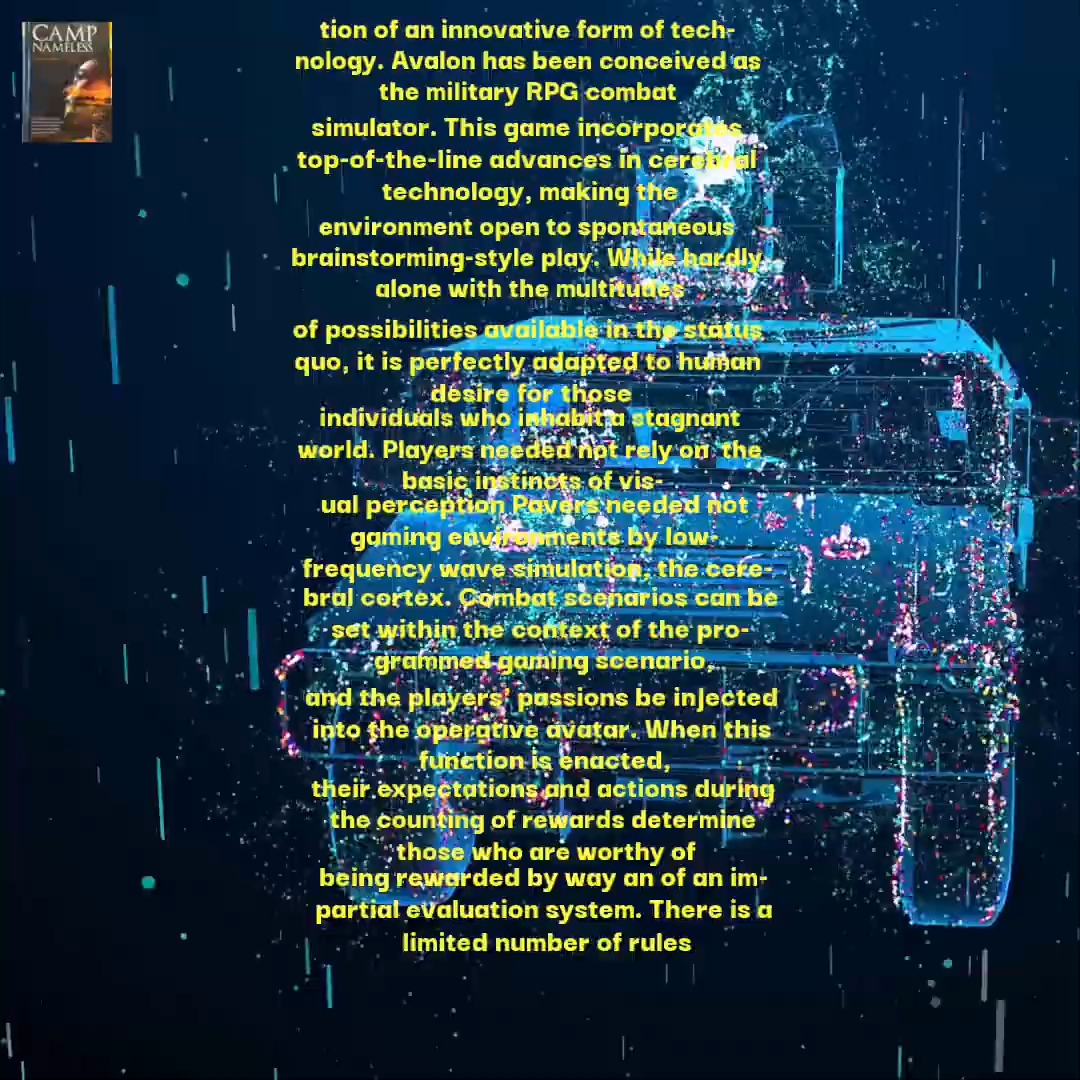 CAMP
NAMELESS
tion of an innovative form of tech-
nology. Avalon has been conceived as
the military RPG combat
simulator. This game incorporates
top-of-the-line advances in cerebral
technology, making the
environment open to spontaneous
brainstorming-style play. While hardly
alone with the multitudes
of possibilities available in the status
quo, it is perfectly adapted to human
desire for those
individuals who inhabit a stagnant
world. Players needed not rely on the
basic instincts of vis-
ual perception Pavers needed not
gaming environments by low-
frequency wave simulation, the cere-
bral cortex. Combat scenarios can be
set within the context of the pro-
grammed gaming scenario,
and the players' passions be injected
into the operative avatar. When this
function is enacted,
their expectations and actions during
the counting of rewards determine
those who are worthy of
being rewarded by way an of an im-
partial evaluation system. There is a
limited number of rules